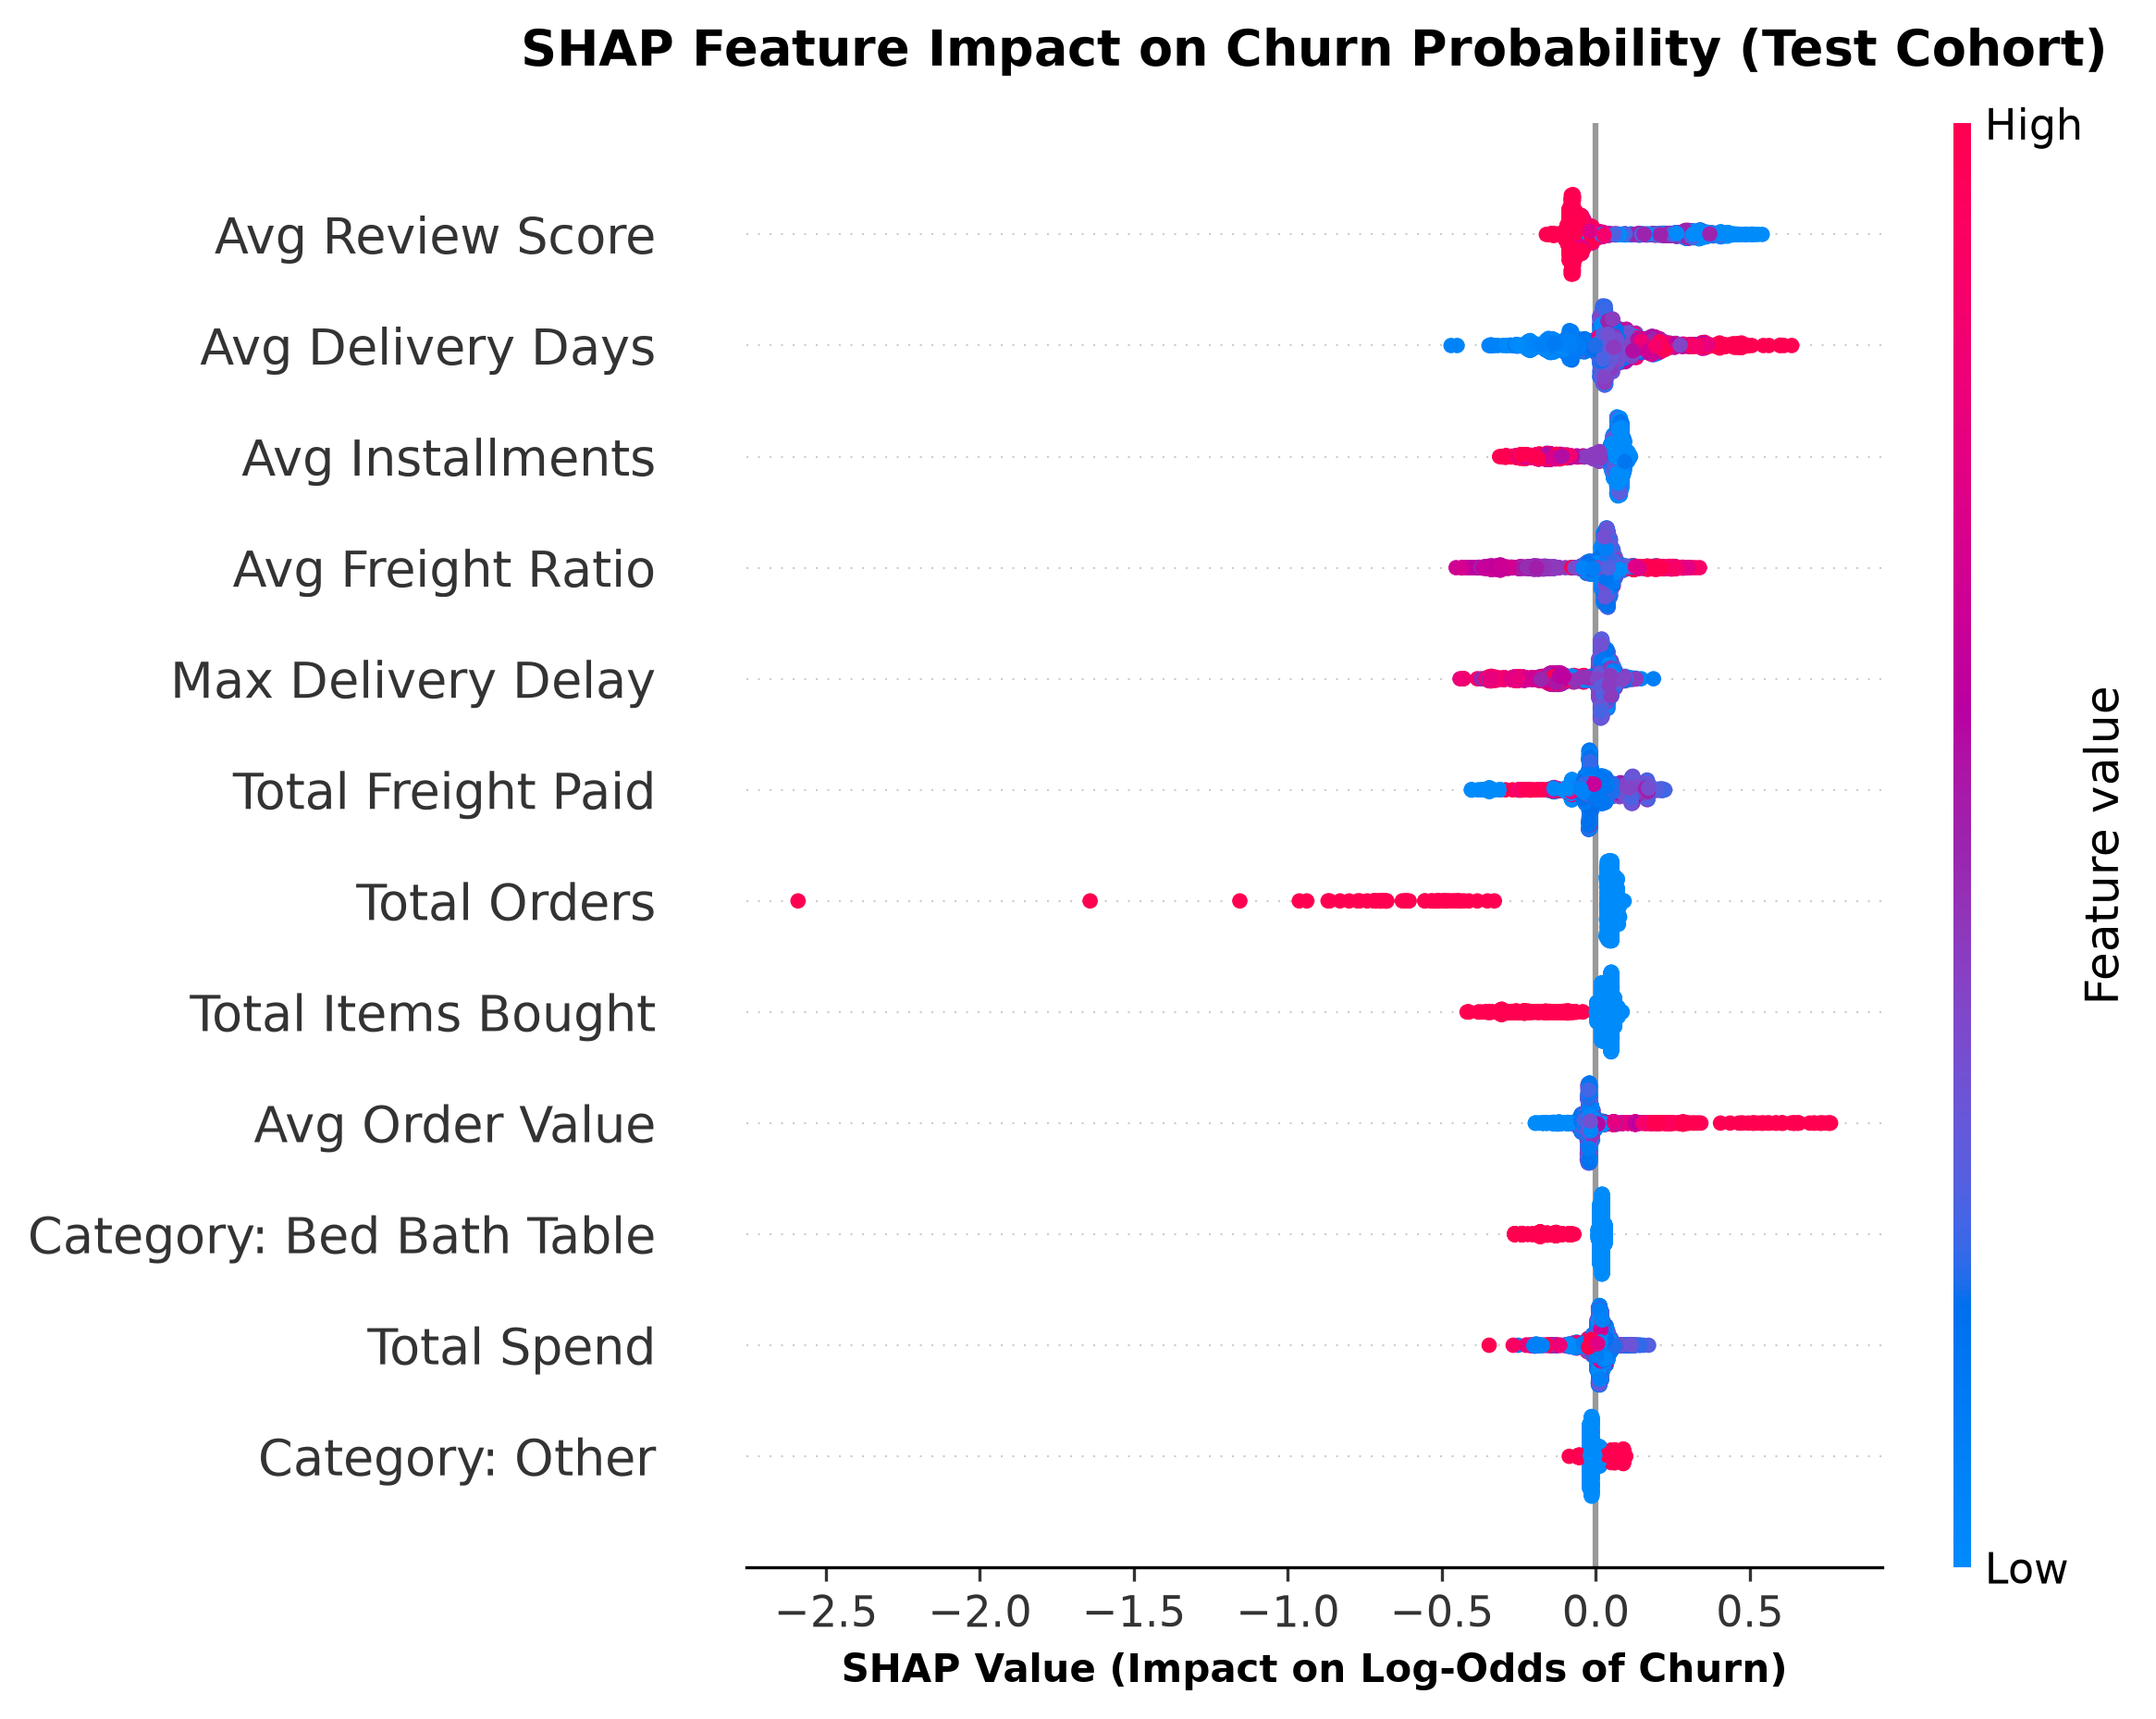 SHAP Feature Impact on Churn Probability (Test Cohort)
High
Avg Review Score
Avg Delivery Days
Avg Installments
Avg Freight Ratio
Max Delivery Delay
Total Freight Paid
Total Orders
Total Items Bought
Avg Order Value
Category: Bed Bath Table
Total Spend
Category: Other
Feature value
Low
−2.5 −2.0 −1.5 −1.0 −0.5 0.0 0.5
SHAP Value (Impact on Log-Odds of Churn)